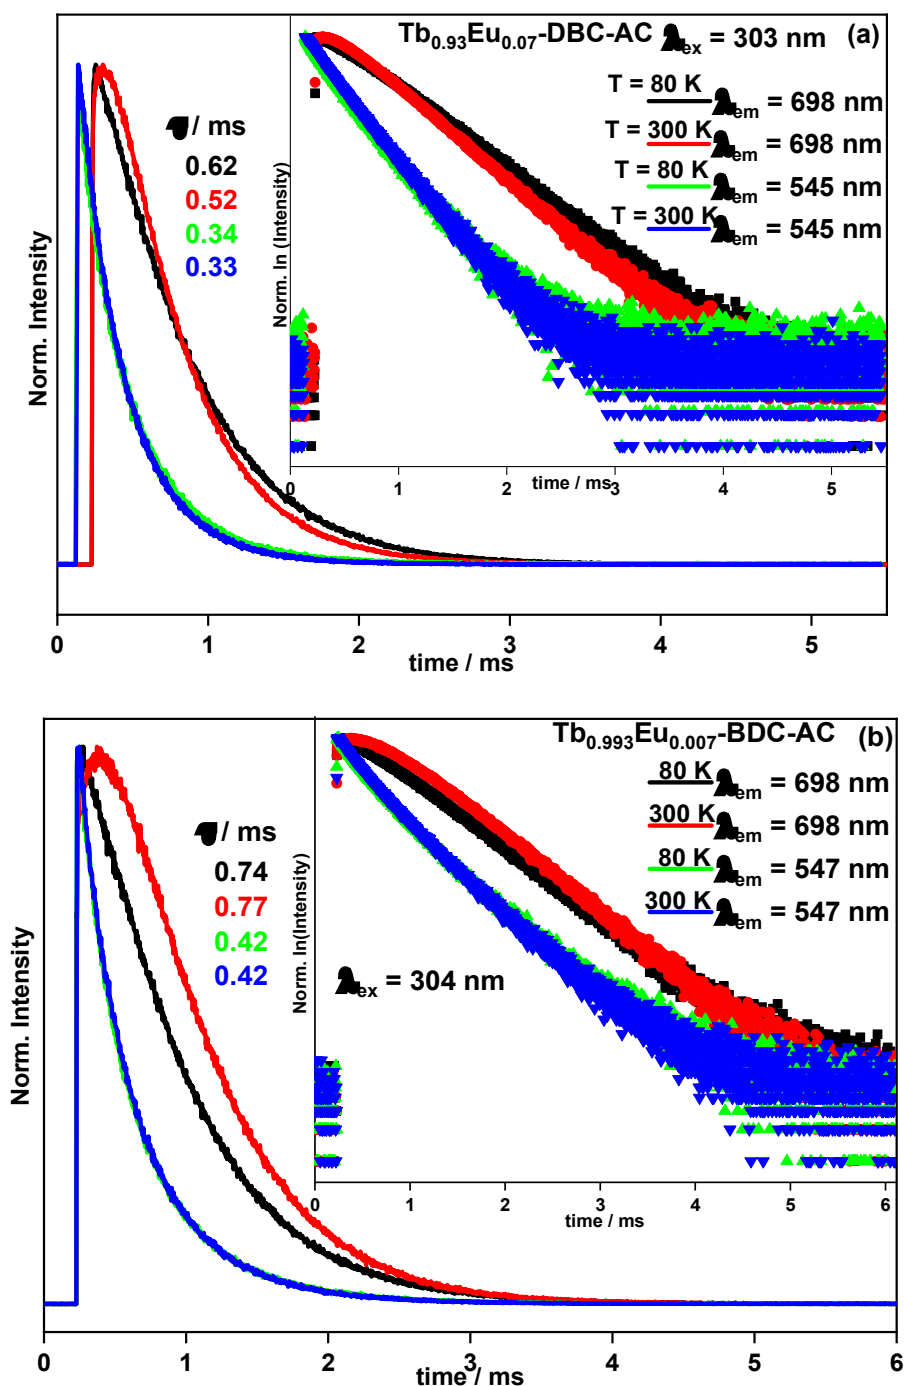 Tb0.93Eu0.07-DBC-AC λex = 303 nm (a)
T = 80 K λem = 698 nm
T = 300 K λem = 698 nm
T = 80 K λem = 545 nm
T = 300 K λem = 545 nm
/ ms
0.62
0.52
0.34
0.33
Norm. Intensity
Norm. ln (Intensity)
0 1 2 3 4 5
time / ms
0 1 2 3 4 5
time / ms
Tb0.993Eu0.007-BDC-AC (b)
80 K λem = 698 nm
300 K λem = 698 nm
80 K λem = 547 nm
300 K λem = 547 nm
/ ms
0.74
0.77
0.42
0.42
λex = 304 nm
Norm. Intensity
Norm. ln(Intensity)
0 1 2 3 4 5 6
time / ms
0 1 2 3 4 5 6
time / ms